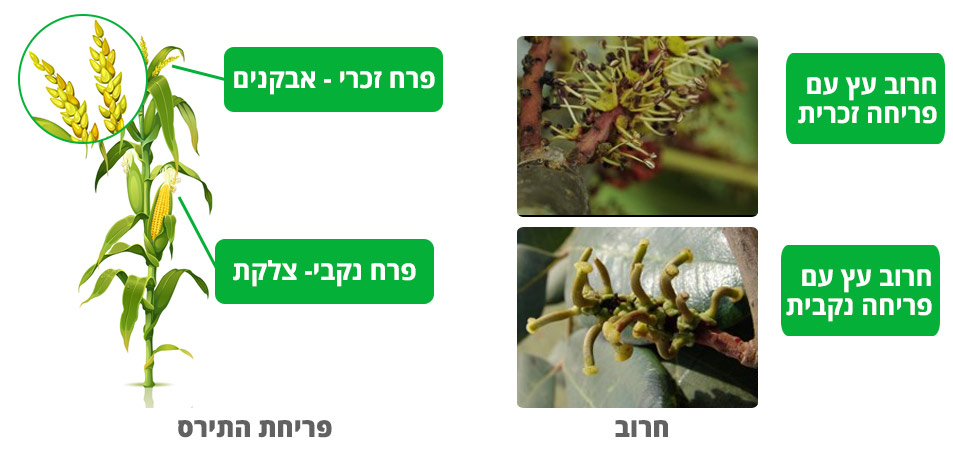 פרח זכרי - אבקנים
חרוב עץ עם
פריחה זכרית
פרח נקבי- צלקת
חרוב עץ עם
פריחה נקבית
חרוב
פריחת התירס